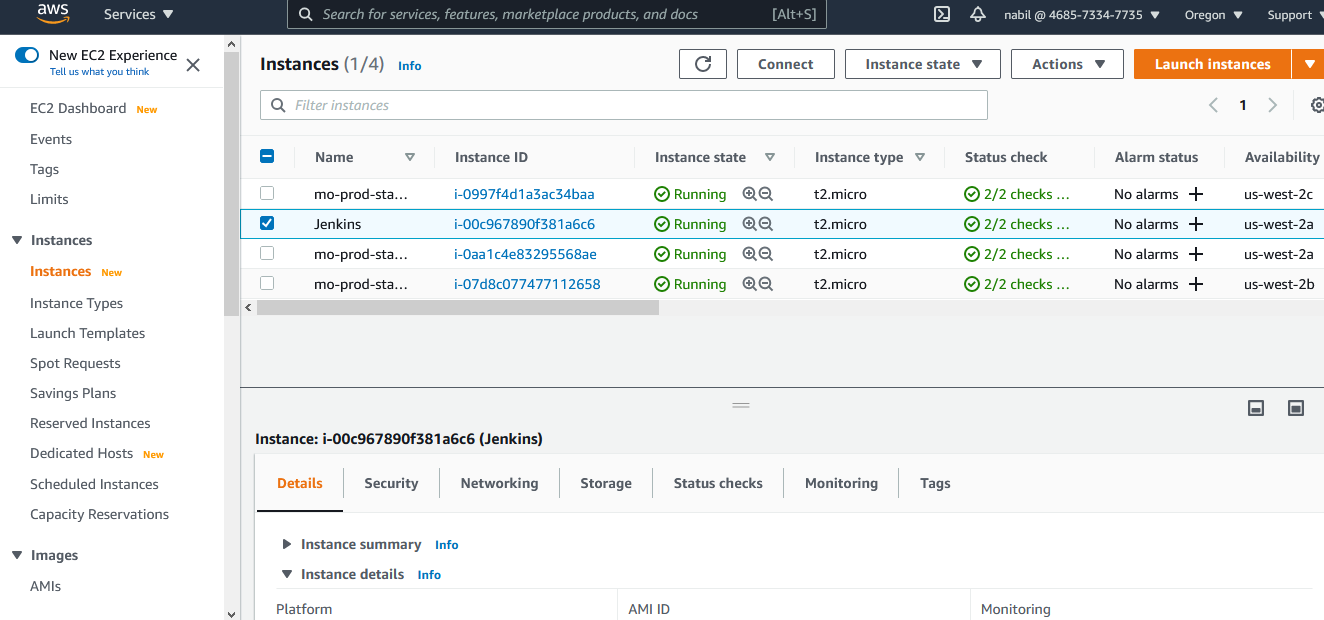 aws Services Search for services, features, marketplace products, and docs [Alt+S] nabil @ 4685-7334-7735 Oregon Support
New EC2 Experience
Tell us what you think
EC2 Dashboard New
Events
Tags
Limits
Instances
Instances New
Instance Types
Launch Templates
Spot Requests
Savings Plans
Reserved Instances
Dedicated Hosts New
Scheduled Instances
Capacity Reservations
Images
AMIs
Instances (1/4) Info Connect Instance state Actions Launch instances
Filter instances 1
Name Instance ID Instance state Instance type Status check Alarm status Availability
mo-prod-sta... i-0997f4d1a3ac34baa Running t2.micro 2/2 checks ... No alarms + us-west-2c
Jenkins i-00c967890f381a6c6 Running t2.micro 2/2 checks ... No alarms + us-west-2a
mo-prod-sta... i-0aa1c4e83295568ae Running t2.micro 2/2 checks ... No alarms + us-west-2a
mo-prod-sta... i-07d8c077477112658 Running t2.micro 2/2 checks ... No alarms + us-west-2b
Instance: i-00c967890f381a6c6 (Jenkins)
Details Security Networking Storage Status checks Monitoring Tags
Instance summary Info
Instance details Info
Platform AMI ID Monitoring